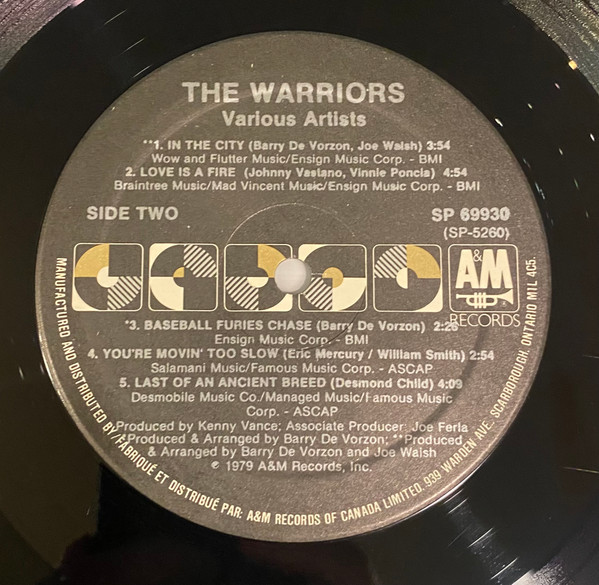 THE WARRIORS
Various Artists
**1. IN THE CITY (Barry De Vorzon, Joe Walsh) 3:54
Wow and Flutter Music/Ensign Music Corp. - BMI
2. LOVE IS A FIRE (Johnny Vastano, Vinnie Poncia) 4:54
Braintree Music/Mad Vincent Music/Ensign Music Corp. - BMI
SIDE TWO
SP 69930
(SP-5260)
A&M
RECORDS
*3. BASEBALL FURIES CHASE (Barry De Vorzon) 2:26
Ensign Music Corp. - BMI
4. YOU'RE MOVIN' TOO SLOW (Eric Mercury / William Smith) 2:54
Salamani Music/Famous Music Corp. - ASCAP
5. LAST OF AN ANCIENT BREED (Desmond Child) 4:09
Desmobile Music Co./Managed Music/Famous Music
Corp. - ASCAP
Produced by Kenny Vance; Associate Producer: Joe Ferla
*Produced & Arranged by Barry De Vorzon; **Produced
& Arranged by Barry De Vorzon and Joe Walsh
℗ 1979 A&M Records, Inc.
MANUFACTURED AND DISTRIBUTED BY/FABRIQUÉ ET DISTRIBUÉ PAR: A&M RECORDS OF CANADA LIMITED. 939 WARDEN AVE. SCARBOROUGH, ONTARIO M1L 4C5.